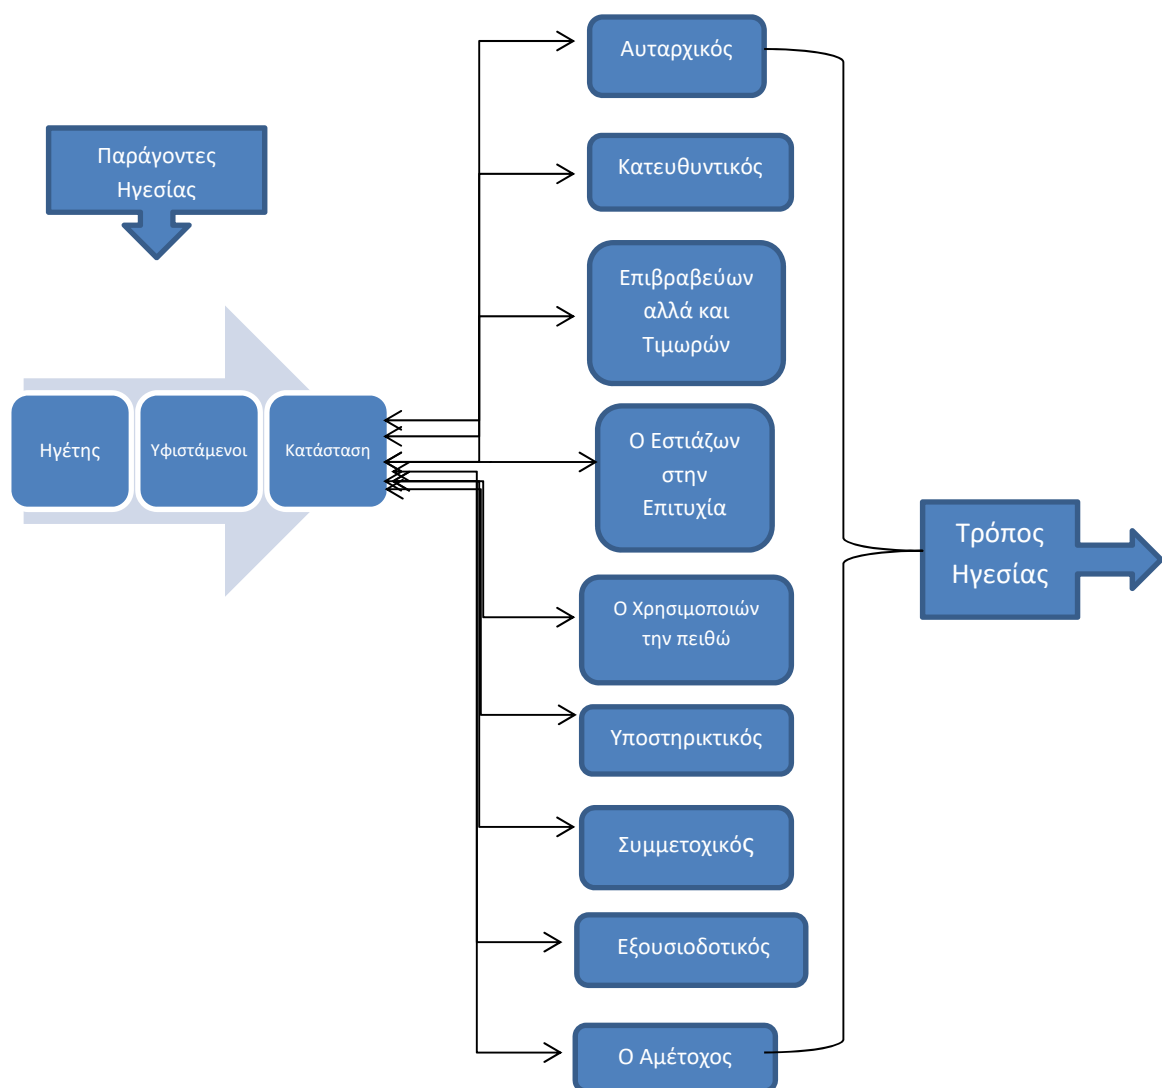 Παράγοντες
Ηγεσίας
Ηγέτης
Υφιστάμενοι
Κατάσταση
Αυταρχικός
Κατευθυντικός
Επιβραβεύων
αλλά και
Τιμωρών
Ο Εστιάζων
στην
Επιτυχία
Ο Χρησιμοποιών
την πειθώ
Υποστηρικτικός
Συμμετοχικός
Εξουσιοδοτικός
Ο Αμέτοχος
Τρόπος
Ηγεσίας